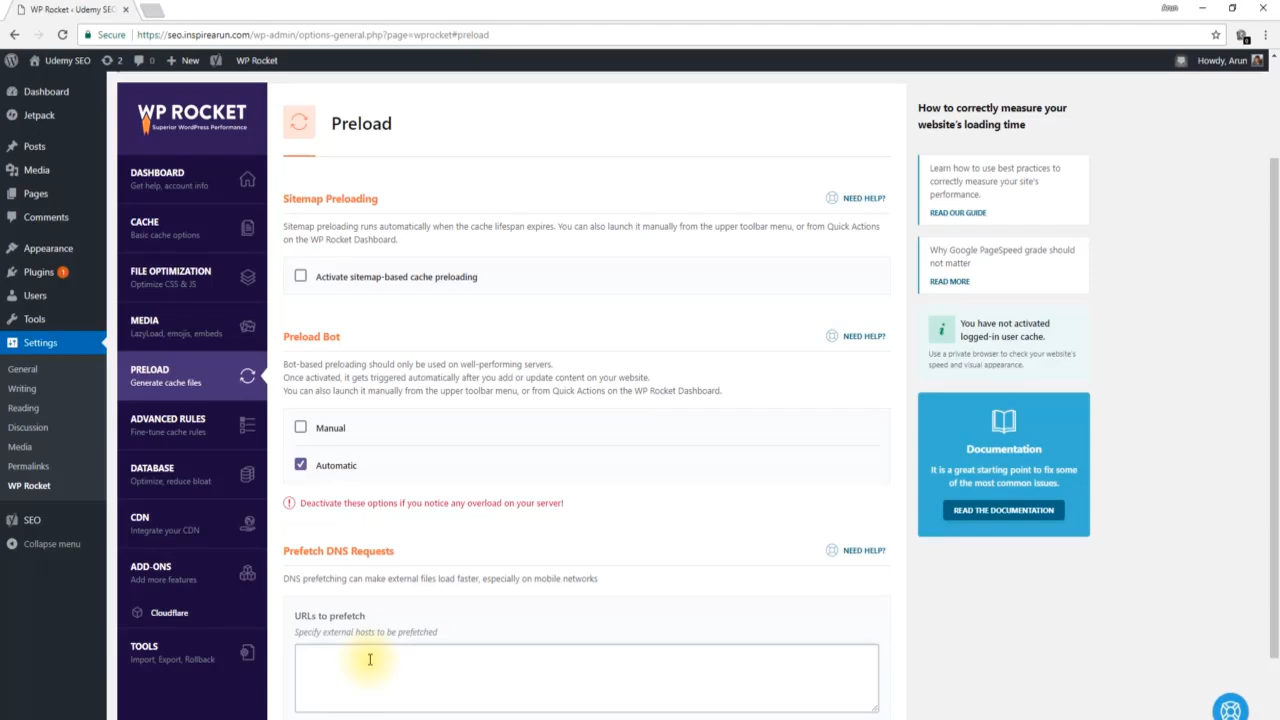 WP Rocket ‹ Udemy SEO
Arun
Secure
https://seo.inspirearun.com/wp-admin/options-general.php?page=wprocket#preload
Udemy SEO
2
0
New
WP Rocket
Howdy, Arun
Dashboard
Jetpack
Posts
Media
Pages
Comments
Appearance
Plugins 1
Users
Tools
Settings
General
Writing
Reading
Discussion
Media
Permalinks
WP Rocket
SEO
Collapse menu
WP ROCKET
Superior WordPress Performance
DASHBOARD
Get help, account info
CACHE
Basic cache options
FILE OPTIMIZATION
Optimize CSS & JS
MEDIA
LazyLoad, emojis, embeds
PRELOAD
Generate cache files
ADVANCED RULES
Fine-tune cache rules
DATABASE
Optimize, reduce bloat
CDN
Integrate your CDN
ADD-ONS
Add more features
Cloudflare
TOOLS
Import, Export, Rollback
Preload
Sitemap Preloading
NEED HELP?
Sitemap preloading runs automatically when the cache lifespan expires. You can also launch it manually from the upper toolbar menu, or from Quick Actions
on the WP Rocket Dashboard.
Activate sitemap-based cache preloading
Preload Bot
NEED HELP?
Bot-based preloading should only be used on well-performing servers.
Once activated, it gets triggered automatically after you add or update content on your website.
You can also launch it manually from the upper toolbar menu, or from Quick Actions on the WP Rocket Dashboard.
Manual
Automatic
Deactivate these options if you notice any overload on your server!
Prefetch DNS Requests
NEED HELP?
DNS prefetching can make external files load faster, especially on mobile networks
URLs to prefetch
Specify external hosts to be prefetched
How to correctly measure your
website's loading time
Learn how to use best practices to
correctly measure your site's
performance.
READ OUR GUIDE
Why Google PageSpeed grade should
not matter
READ MORE
You have not activated
logged-in user cache.
Use a private browser to check your website's
speed and visual appearance.
Documentation
It is a great starting point to fix some
of the most common issues.
READ THE DOCUMENTATION